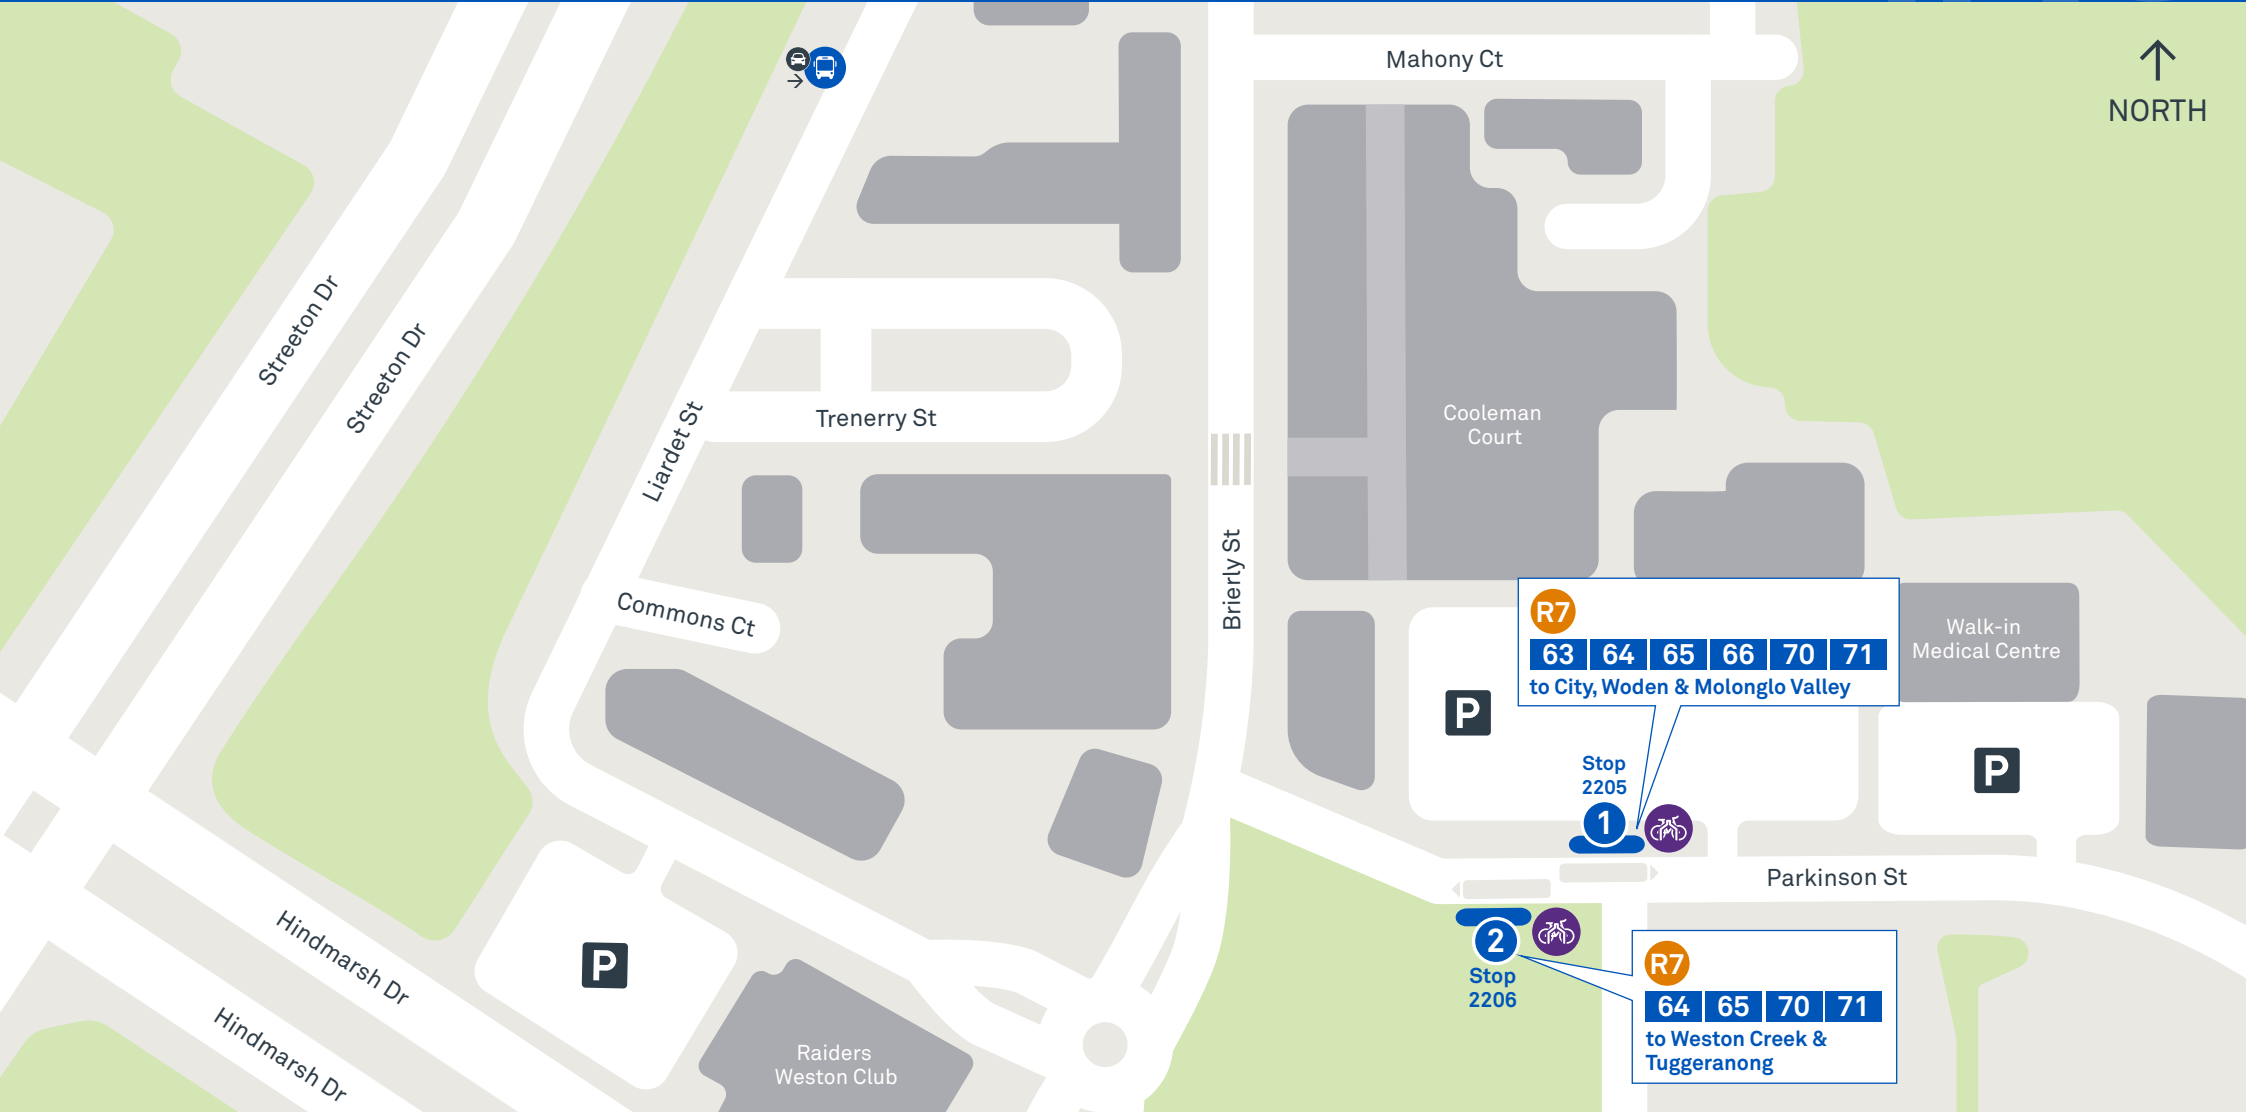 Mahony Ct
NORTH
Streeton Dr
Streeton Dr
Liardet St
Trenerry St
Cooleman
Court
Brierly St
Commons Ct
R7
63 64 65 66 70 71
to City, Woden & Molonglo Valley
Walk-in
Medical Centre
P
P
Stop
2205
1
Parkinson St
2
Stop
2206
R7
64 65 70 71
to Weston Creek &
Tuggeranong
Hindmarsh Dr
Hindmarsh Dr
P
Raiders
Weston Club